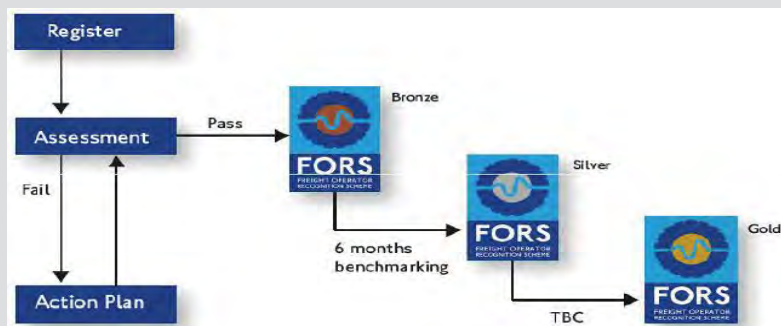 Register
Assessment
Pass
Fail
Action Plan
Bronze
FORS
FREIGHT OPERATOR
RECOGNITION SCHEME
6 months
benchmarking
Silver
FORS
FREIGHT OPERATOR
RECOGNITION SCHEME
TBC
Gold
FORS
FREIGHT OPERATOR
RECOGNITION SCHEME